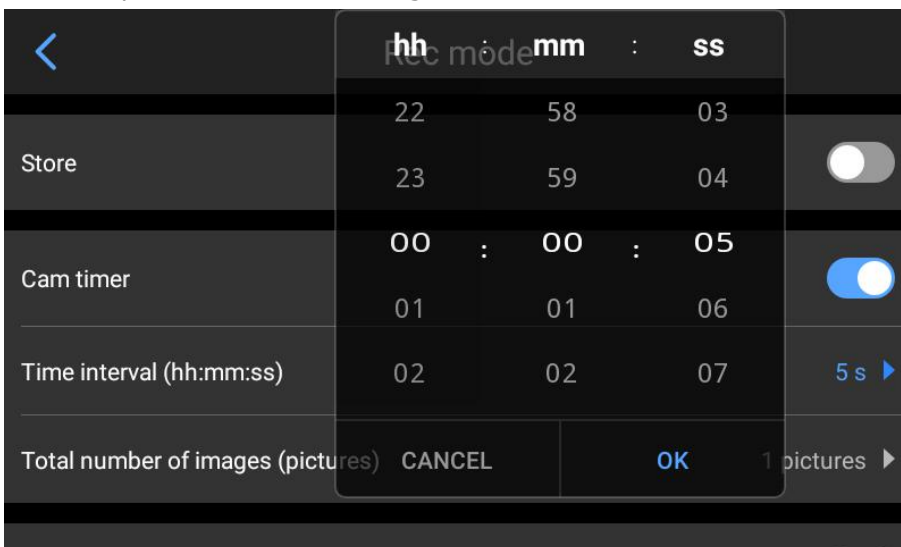 Rec mode
hh : mm : ss
22 58 03
Store
23 59 04
00 : 00 : 05
Cam timer
01 01 06
Time interval (hh:mm:ss)
02 02 07
5 s
Total number of images (pictures)
CANCEL OK
1 pictures